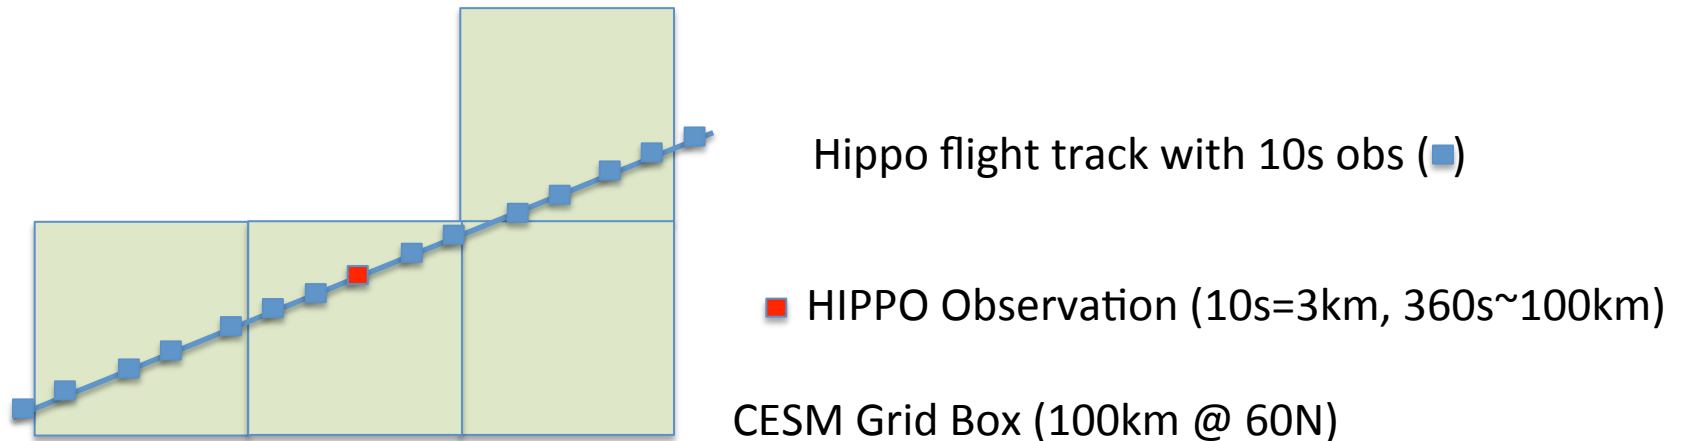 Hippo flight track with 10s obs ( )
HIPPO Observation (10s=3km, 360s~100km)
CESM Grid Box (100km @ 60N)